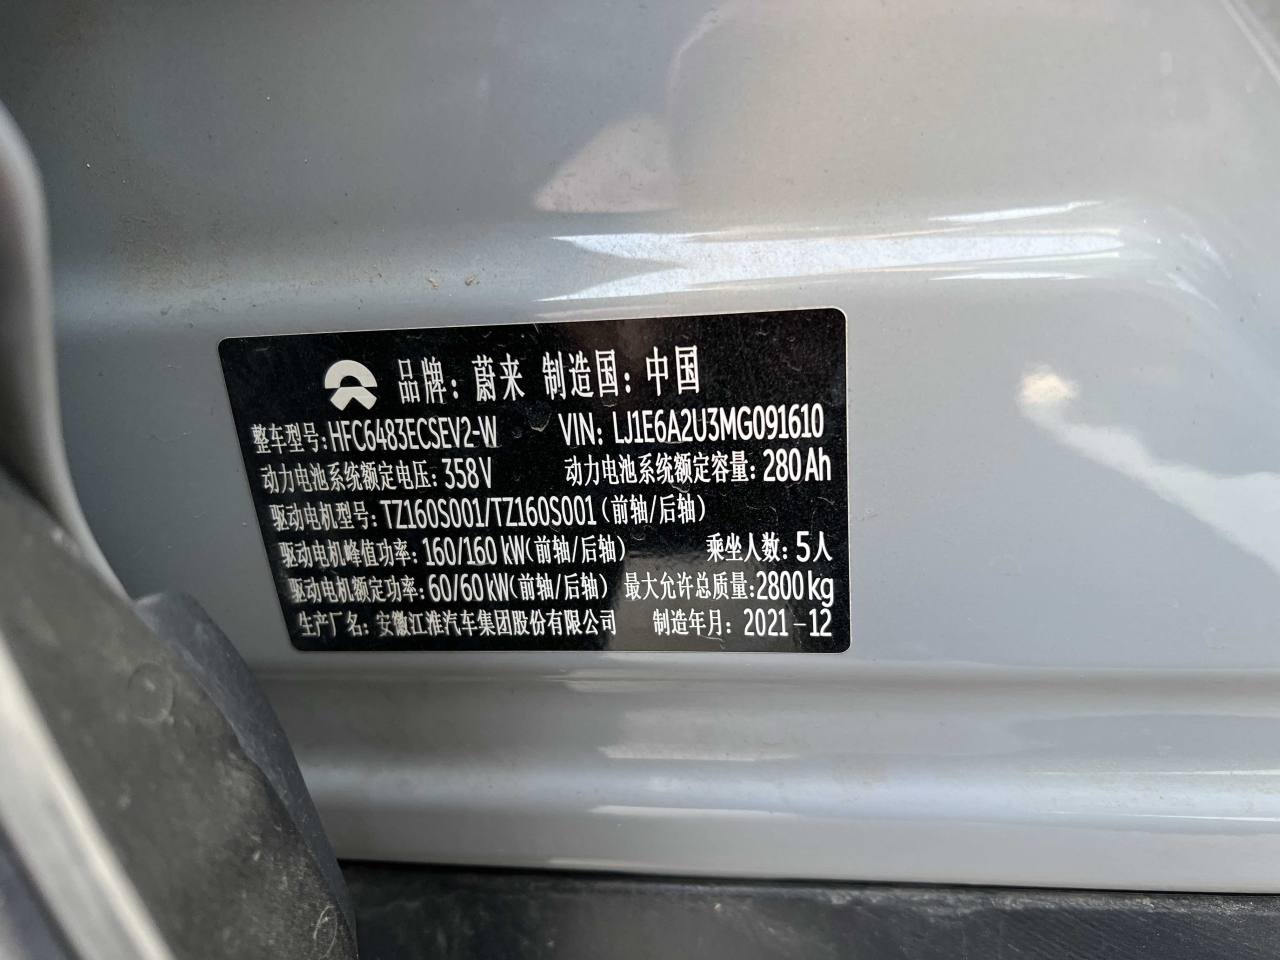 品牌：蔚来 制造国：中国
整车型号：HFC6483ECSEV2-W VIN：LJ1E6A2U3MG091610
动力电池系统额定电压：358V 动力电池系统额定容量：280Ah
驱动电机型号：TZ160S001/TZ160S001（前轴/后轴）
驱动电机峰值功率：160/160kW（前轴/后轴） 乘坐人数：5人
驱动电机额定功率：60/60kW（前轴/后轴） 最大允许总质量：2800kg
生产厂名：安徽江淮汽车集团股份有限公司 制造年月：2021-12